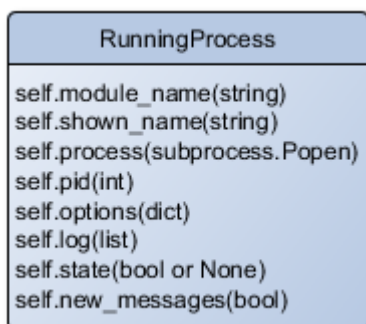 RunningProcess
self.module_name(string)
self.shown_name(string)
self.process(subprocess.Popen)
self.pid(int)
self.options(dict)
self.log(list)
self.state(bool or None)
self.new_messages(bool)